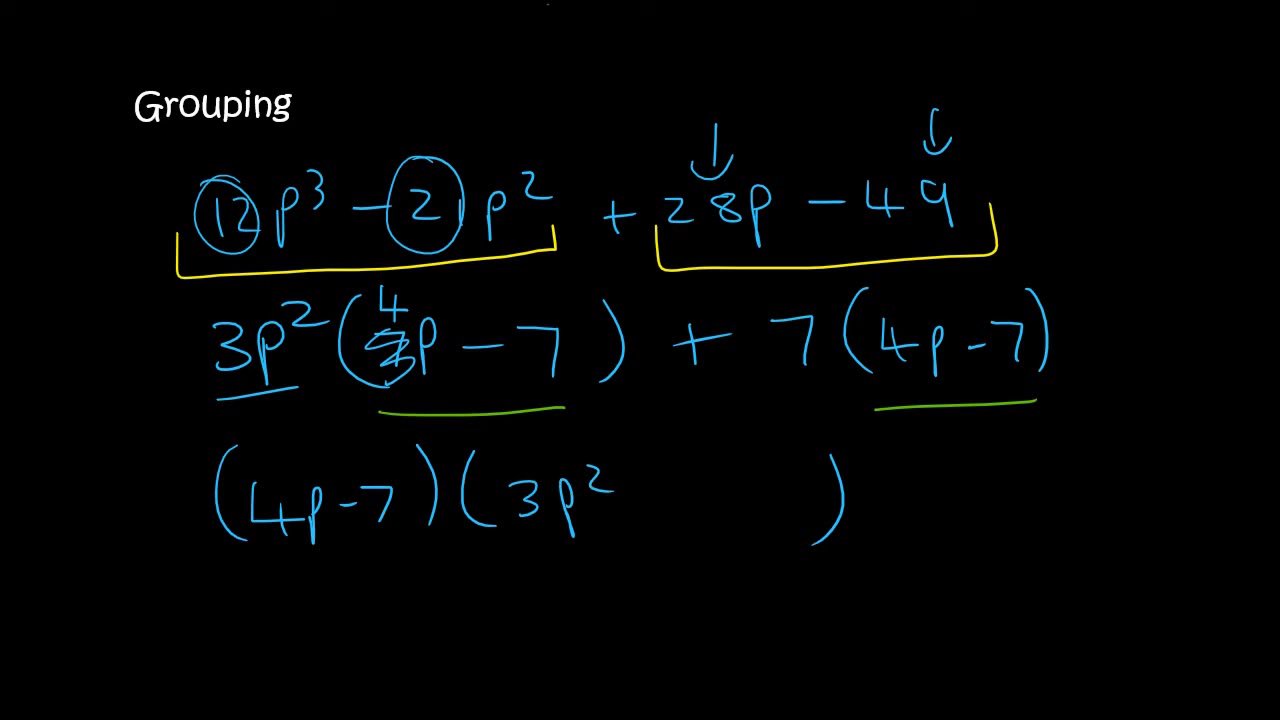 Grouping
12p³ - 21p² + 28p - 49
3p² (4p - 7) + 7 (4p - 7)
(4p - 7) (3p² )